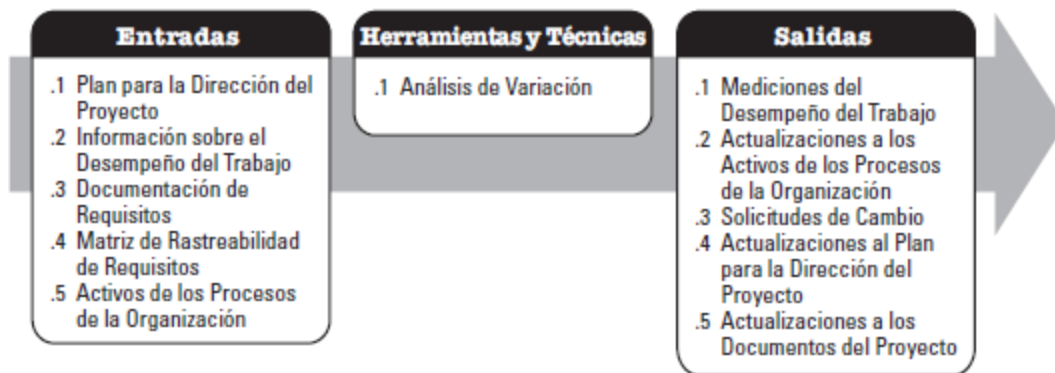 Entradas
.1 Plan para la Dirección del
Proyecto
.2 Información sobre el
Desempeño del Trabajo
.3 Documentación de
Requisitos
.4 Matriz de Rastreabilidad
de Requisitos
.5 Activos de los Procesos
de la Organización
Herramientas y Técnicas
.1 Análisis de Variación
Salidas
.1 Mediciones del
Desempeño del Trabajo
.2 Actualizaciones a los
Activos de los Procesos
de la Organización
.3 Solicitudes de Cambio
.4 Actualizaciones al Plan
para la Dirección del
Proyecto
.5 Actualizaciones a los
Documentos del Proyecto